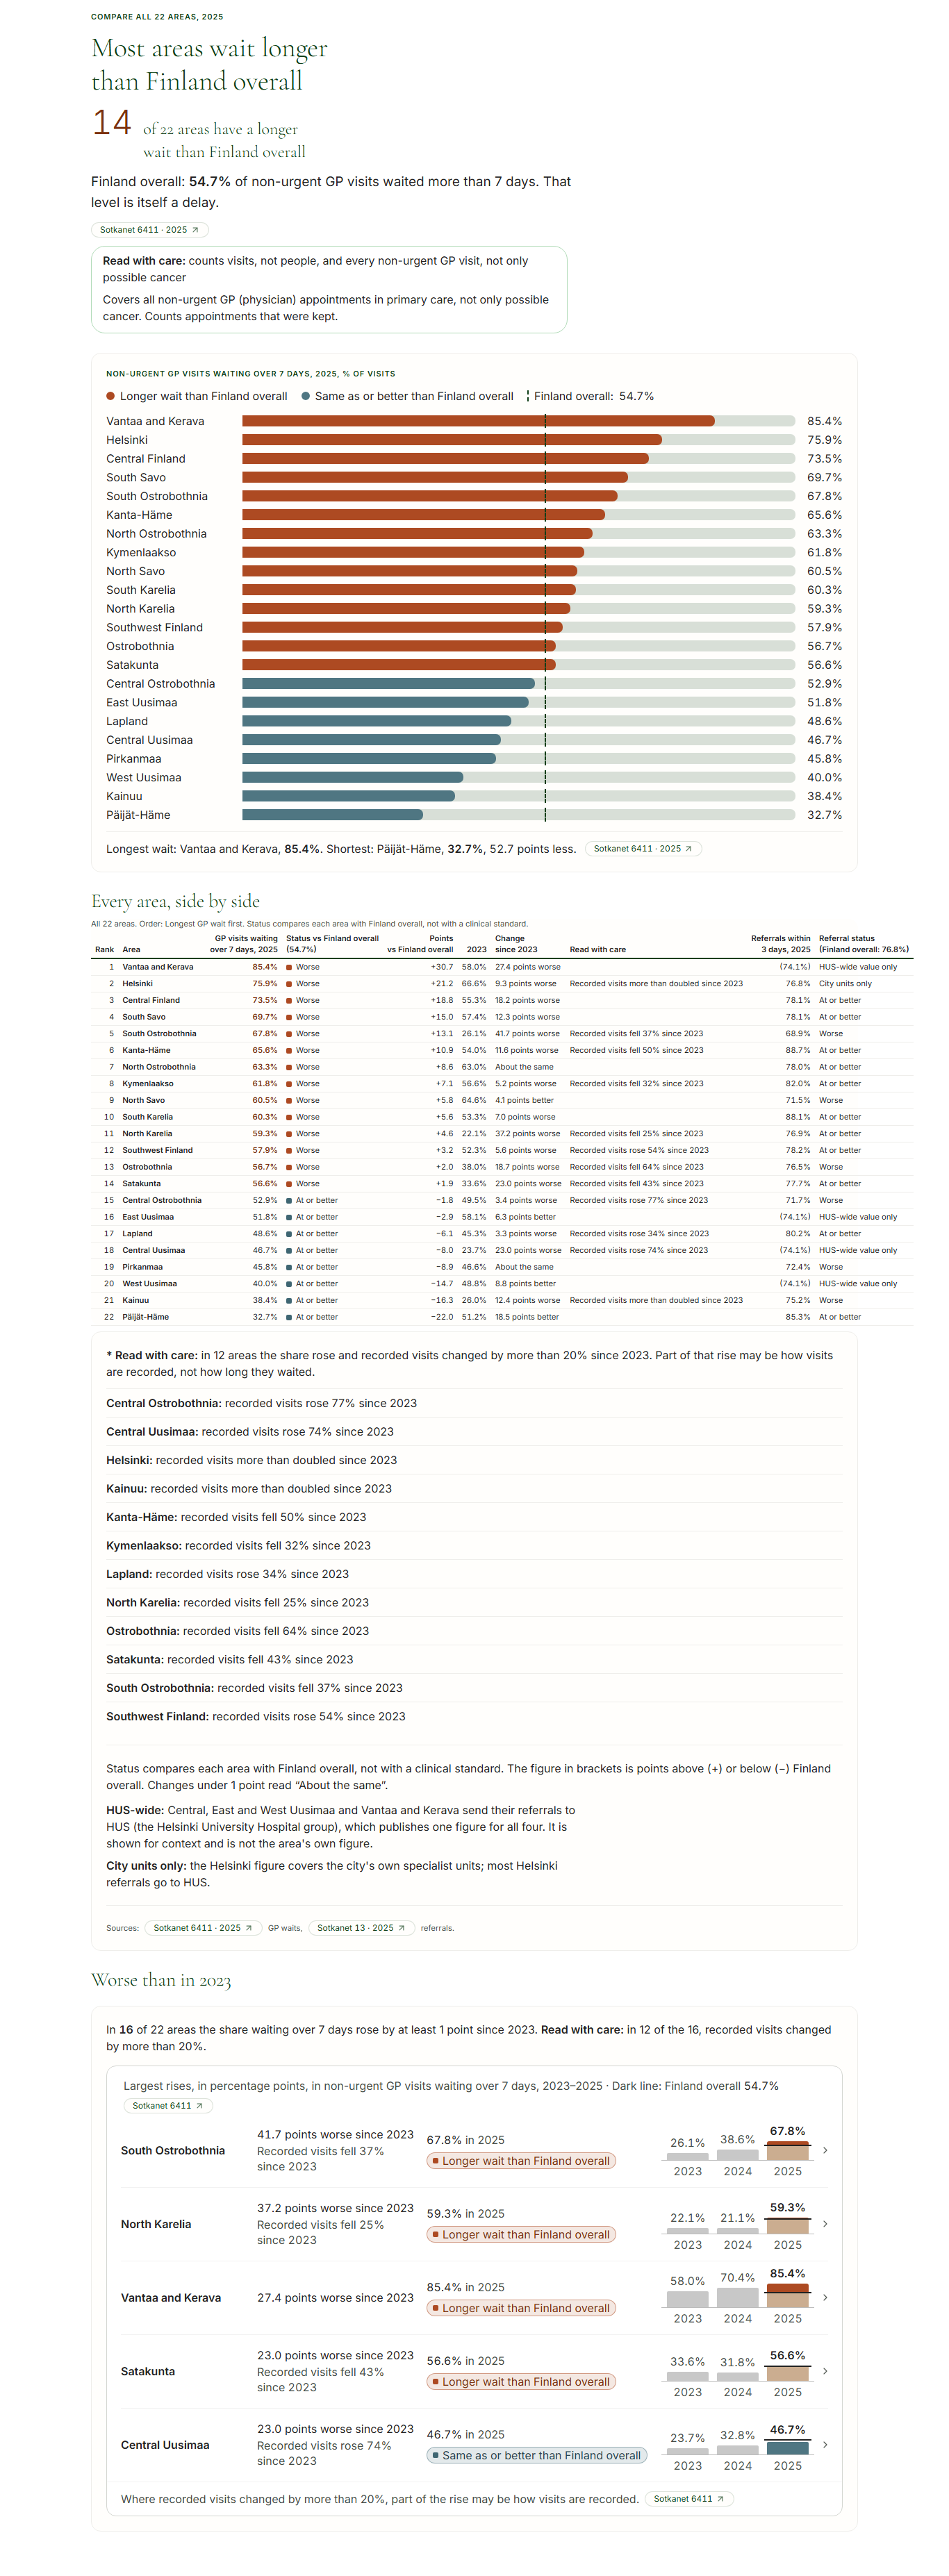 COMPARE ALL 22 AREAS, 2025
Most areas wait longer
than Finland overall
14 of 22 areas have a longer
wait than Finland overall
Finland overall: 54.7% of non-urgent GP visits waited more than 7 days. That
level is itself a delay.
Sotkanet 6411 · 2025 ↗
Read with care: counts visits, not people, and every non-urgent GP visit, not only
possible cancer
Covers all non-urgent GP (physician) appointments in primary care, not only possible
cancer. Counts appointments that were kept.
NON-URGENT GP VISITS WAITING OVER 7 DAYS, 2025, % OF VISITS
Longer wait than Finland overall Same as or better than Finland overall Finland overall: 54.7%
Vantaa and Kerava 85.4%
Helsinki 75.9%
Central Finland 73.5%
South Savo 69.7%
South Ostrobothnia 67.8%
Kanta-Häme 65.6%
North Ostrobothnia 63.3%
Kymenlaakso 61.8%
North Savo 60.5%
South Karelia 60.3%
North Karelia 59.3%
Southwest Finland 57.9%
Ostrobothnia 56.7%
Satakunta 56.6%
Central Ostrobothnia 52.9%
East Uusimaa 51.8%
Lapland 48.6%
Central Uusimaa 46.7%
Pirkanmaa 45.8%
West Uusimaa 40.0%
Kainuu 38.4%
Päijät-Häme 32.7%
Longest wait: Vantaa and Kerava, 85.4%. Shortest: Päijät-Häme, 32.7%, 52.7 points less. Sotkanet 6411 · 2025 ↗
Every area, side by side
All 22 areas. Order: Longest GP wait first. Status compares each area with Finland overall, not with a clinical standard.
GP visits waiting Status vs Finland overall Points Change Referrals within Referral status
Rank Area over 7 days, 2025 (54.7%) vs Finland overall 2023 since 2023 Read with care 3 days, 2025 (Finland overall: 76.8%)
1 Vantaa and Kerava 85.4% Worse +30.7 58.0% 27.4 points worse (74.1%) HUS-wide value only
2 Helsinki 75.9% Worse +21.2 66.6% 9.3 points worse Recorded visits more than doubled since 2023 76.8% City units only
3 Central Finland 73.5% Worse +18.8 55.3% 18.2 points worse 78.1% At or better
4 South Savo 69.7% Worse +15.0 57.4% 12.3 points worse 78.1% At or better
5 South Ostrobothnia 67.8% Worse +13.1 26.1% 41.7 points worse Recorded visits fell 37% since 2023 68.9% Worse
6 Kanta-Häme 65.6% Worse +10.9 54.0% 11.6 points worse Recorded visits fell 50% since 2023 88.7% At or better
7 North Ostrobothnia 63.3% Worse +8.6 63.0% About the same 78.0% At or better
8 Kymenlaakso 61.8% Worse +7.1 56.6% 5.2 points worse Recorded visits fell 32% since 2023 82.0% At or better
9 North Savo 60.5% Worse +5.8 64.6% 4.1 points better 71.5% Worse
10 South Karelia 60.3% Worse +5.6 53.3% 7.0 points worse 88.1% At or better
11 North Karelia 59.3% Worse +4.6 22.1% 37.2 points worse Recorded visits fell 25% since 2023 76.9% At or better
12 Southwest Finland 57.9% Worse +3.2 52.3% 5.6 points worse Recorded visits rose 54% since 2023 78.2% At or better
13 Ostrobothnia 56.7% Worse +2.0 38.0% 18.7 points worse Recorded visits fell 64% since 2023 76.5% Worse
14 Satakunta 56.6% Worse +1.9 33.6% 23.0 points worse Recorded visits fell 43% since 2023 77.7% At or better
15 Central Ostrobothnia 52.9% At or better −1.8 49.5% 3.4 points worse Recorded visits rose 77% since 2023 71.7% Worse
16 East Uusimaa 51.8% At or better −2.9 58.1% 6.3 points better (74.1%) HUS-wide value only
17 Lapland 48.6% At or better −6.1 45.3% 3.3 points worse Recorded visits rose 34% since 2023 80.2% At or better
18 Central Uusimaa 46.7% At or better −8.0 23.7% 23.0 points worse Recorded visits rose 74% since 2023 (74.1%) HUS-wide value only
19 Pirkanmaa 45.8% At or better −8.9 46.6% About the same 72.4% Worse
20 West Uusimaa 40.0% At or better −14.7 48.8% 8.8 points better (74.1%) HUS-wide value only
21 Kainuu 38.4% At or better −16.3 26.0% 12.4 points worse Recorded visits more than doubled since 2023 75.2% Worse
22 Päijät-Häme 32.7% At or better −22.0 51.2% 18.5 points better 85.3% At or better
* Read with care: in 12 areas the share rose and recorded visits changed by more than 20% since 2023. Part of that rise may be how visits
are recorded, not how long they waited.
Central Ostrobothnia: recorded visits rose 77% since 2023
Central Uusimaa: recorded visits rose 74% since 2023
Helsinki: recorded visits more than doubled since 2023
Kainuu: recorded visits more than doubled since 2023
Kanta-Häme: recorded visits fell 50% since 2023
Kymenlaakso: recorded visits fell 32% since 2023
Lapland: recorded visits rose 34% since 2023
North Karelia: recorded visits fell 25% since 2023
Ostrobothnia: recorded visits fell 64% since 2023
Satakunta: recorded visits fell 43% since 2023
South Ostrobothnia: recorded visits fell 37% since 2023
Southwest Finland: recorded visits rose 54% since 2023
Status compares each area with Finland overall, not with a clinical standard. The figure in brackets is points above (+) or below (−) Finland
overall. Changes under 1 point read “About the same”.
HUS-wide: Central, East and West Uusimaa and Vantaa and Kerava send their referrals to
HUS (the Helsinki University Hospital group), which publishes one figure for all four. It is
shown for context and is not the area's own figure.
City units only: the Helsinki figure covers the city's own specialist units; most Helsinki
referrals go to HUS.
Sources: Sotkanet 6411 · 2025 ↗ GP waits, Sotkanet 13 · 2025 ↗ referrals.
Worse than in 2023
In 16 of 22 areas the share waiting over 7 days rose by at least 1 point since 2023. Read with care: in 12 of the 16, recorded visits changed
by more than 20%.
Largest rises, in percentage points, in non-urgent GP visits waiting over 7 days, 2023–2025 · Dark line: Finland overall 54.7%
Sotkanet 6411 ↗
South Ostrobothnia
41.7 points worse since 2023
Recorded visits fell 37%
since 2023
67.8% in 2025
Longer wait than Finland overall
26.1% 38.6% 67.8%
2023 2024 2025
North Karelia
37.2 points worse since 2023
Recorded visits fell 25%
since 2023
59.3% in 2025
Longer wait than Finland overall
22.1% 21.1% 59.3%
2023 2024 2025
Vantaa and Kerava
27.4 points worse since 2023
85.4% in 2025
Longer wait than Finland overall
58.0% 70.4% 85.4%
2023 2024 2025
Satakunta
23.0 points worse since 2023
Recorded visits fell 43%
since 2023
56.6% in 2025
Longer wait than Finland overall
33.6% 31.8% 56.6%
2023 2024 2025
Central Uusimaa
23.0 points worse since 2023
Recorded visits rose 74%
since 2023
46.7% in 2025
Same as or better than Finland overall
23.7% 32.8% 46.7%
2023 2024 2025
Where recorded visits changed by more than 20%, part of the rise may be how visits are recorded. Sotkanet 6411 ↗